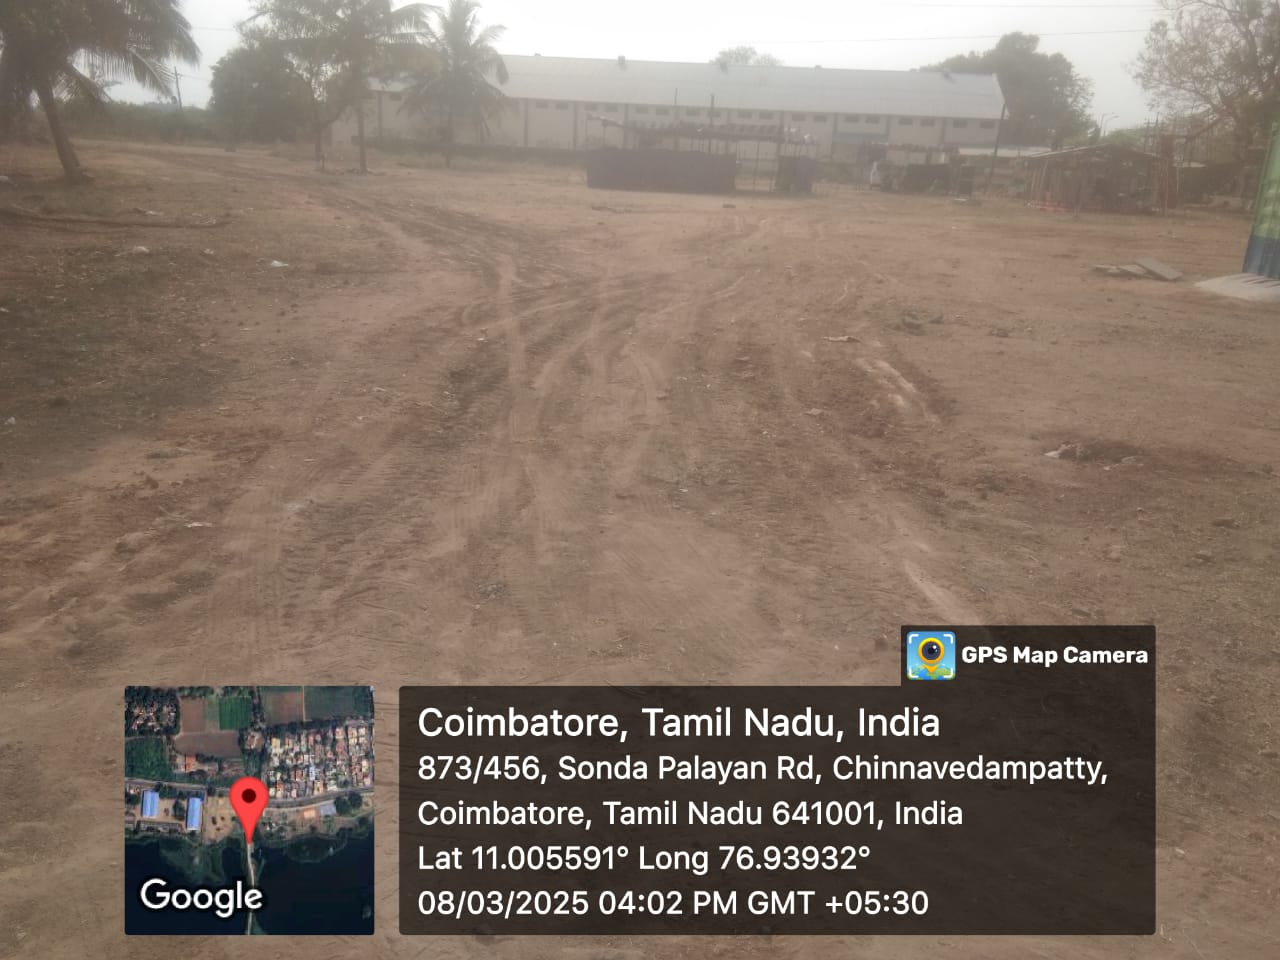 GPS Map Camera
Coimbatore, Tamil Nadu, India
873/456, Sonda Palayan Rd, Chinnavedampatty,
Coimbatore, Tamil Nadu 641001, India
Lat 11.005591° Long 76.93932°
08/03/2025 04:02 PM GMT +05:30
Google